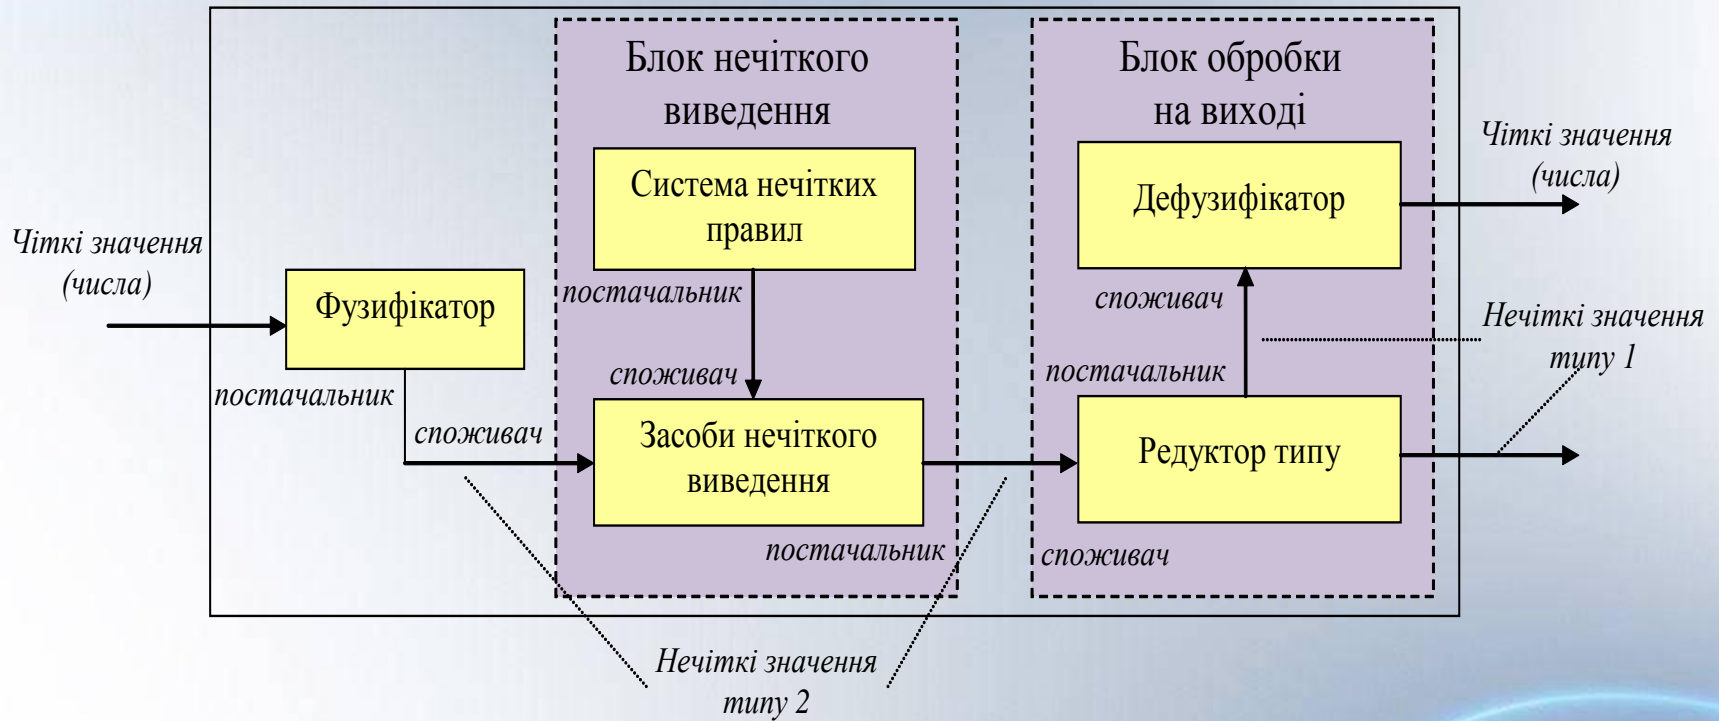 Блок нечіткого
виведення
Блок обробки
на виході
Система нечітких
правил
Дефузифікатор
Чіткі значення
(числа)
Чіткі значення
(числа)
Фузифікатор
постачальник
споживач
Нечіткі значення
типу 1
постачальник
споживач
споживач
постачальник
Засоби нечіткого
виведення
Редуктор типу
постачальник
споживач
Нечіткі значення
типу 2